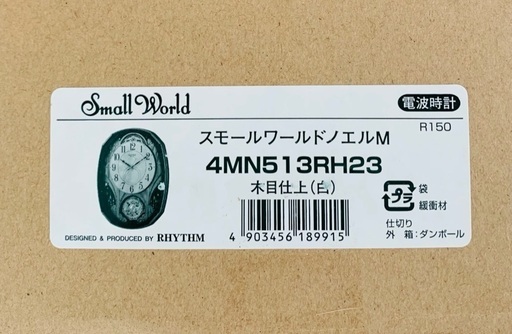 Small World
電波時計
R150
スモールワールドノエルM
4MN513RH23
木目仕上(白)
プラ
袋
緩衝材
DESIGNED & PRODUCED BY RHYTHM
4 903456 189915
仕切り
外 箱:ダンボール